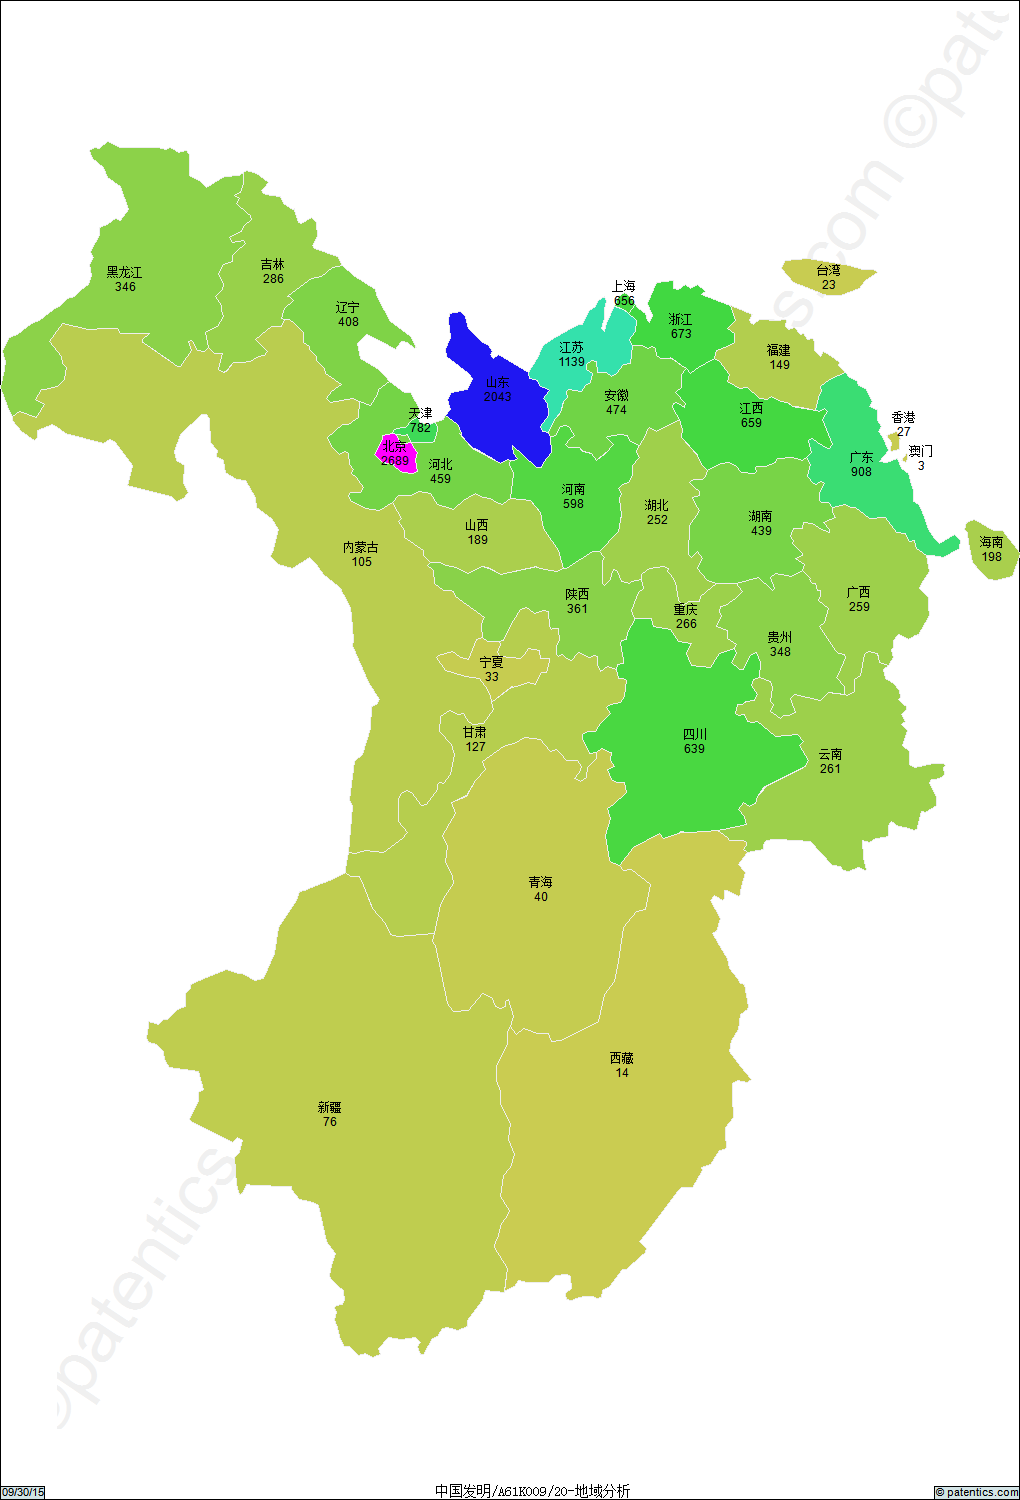 ©patentics.com ©patentics
黑龙江
346
吉林
286
辽宁
408
台湾
23
上海
656
浙江
673
江苏
1139
福建
149
山东
2043
安徽
474
江西
659
天津
782
香港
27
北京
2689
河北
459
澳门
3
广东
908
河南
598
湖北
252
湖南
439
山西
189
海南
198
内蒙古
105
陕西
361
重庆
266
广西
259
贵州
348
宁夏
33
甘肃
127
四川
639
云南
261
青海
40
西藏
14
新疆
76
09/30/15
中国发明/A61K009/20-地域分析
© patentics.com